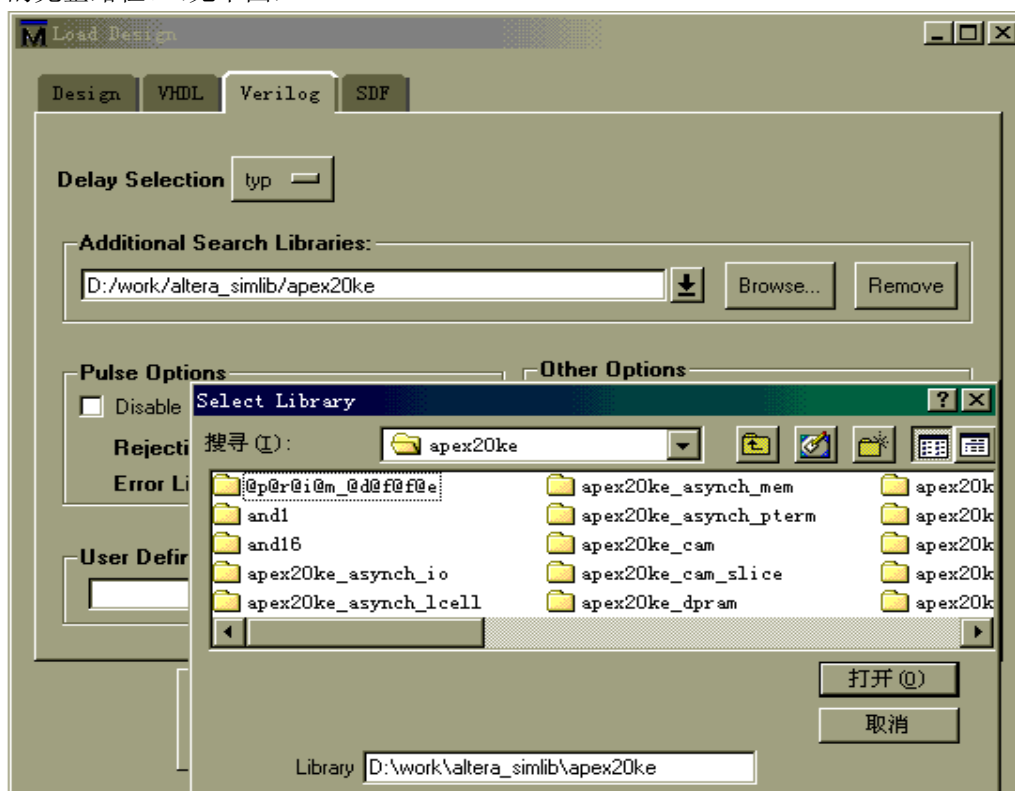 Load Design
Design VHDL Verilog SDF
Delay Selection typ
Additional Search Libraries:
D:/work/altera_simlib/apex20ke Browse... Remove
Pulse Options Other Options
Disable
Select Library
搜寻(I): apex20ke
@p@r@i@m_@d@f@f@e apex20ke_asynch_mem apex20k
and1 apex20ke_asynch_pterm apex20k
and16 apex20ke_cam apex20k
apex20ke_asynch_io apex20ke_cam_slice apex20k
apex20ke_asynch_lcell apex20ke_dpram apex20k
Rejecti
Error Li
User Defin
打开(O)
取消
Library D:\work\altera_simlib\apex20ke